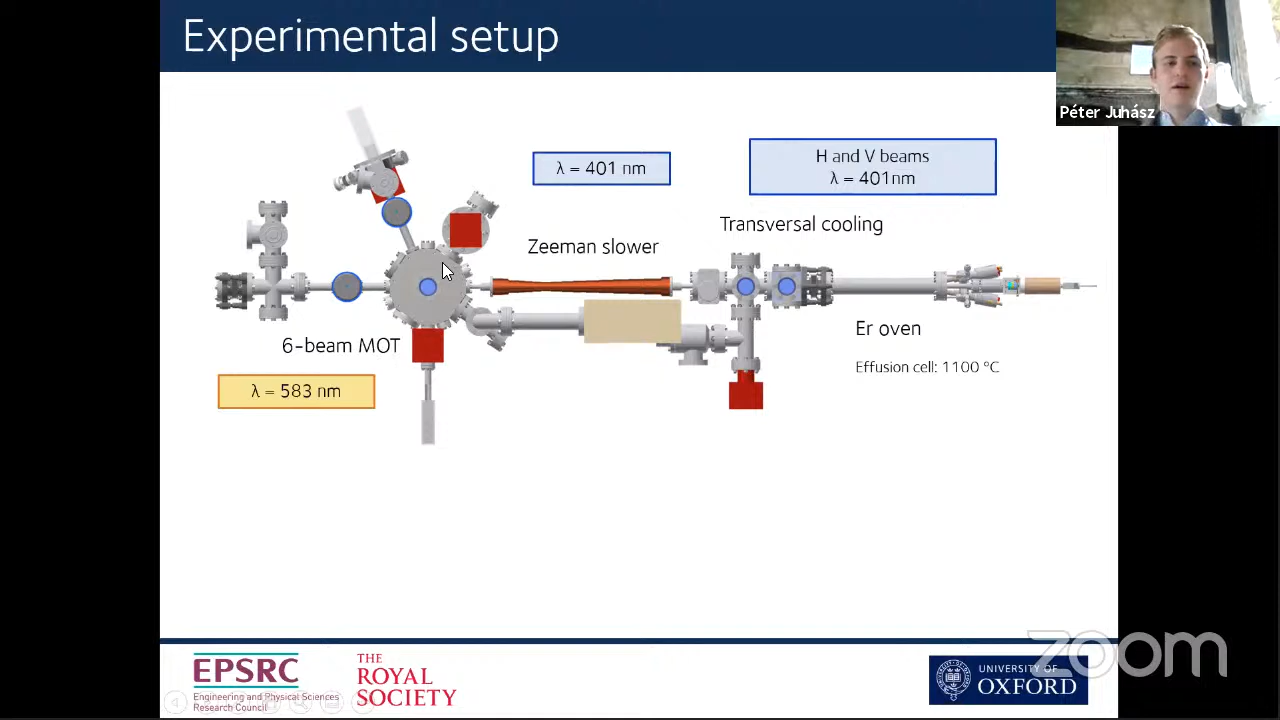 Experimental setup
Péter Juhász
λ = 401 nm
H and V beams
λ = 401nm
Transversal cooling
Zeeman slower
Er oven
6-beam MOT
Effusion cell: 1100 °C
λ = 583 nm
EPSRC
Engineering and Physical Sciences
Research Council
THE
ROYAL
SOCIETY
UNIVERSITY OF
OXFORD
zoom